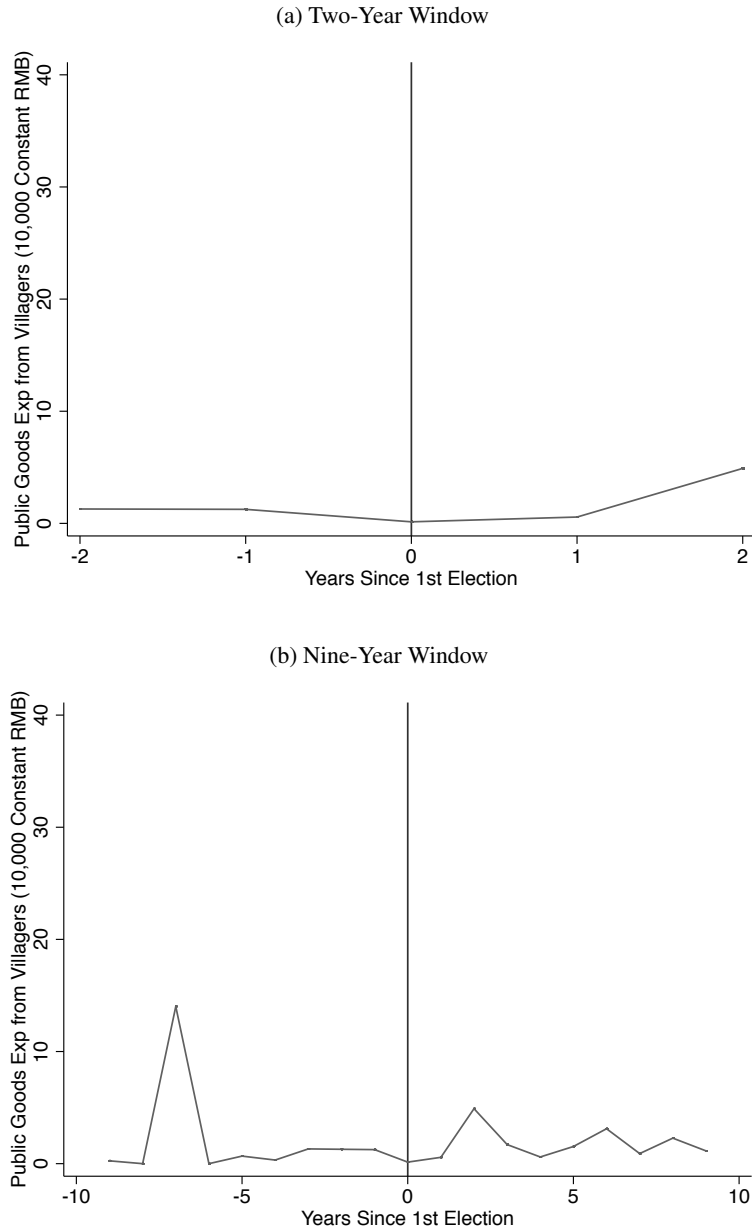 (a) Two-Year Window
Public Goods Exp from Villagers (10,000 Constant RMB)
40
30
20
10
0
-2 -1 0 1 2
Years Since 1st Election
(b) Nine-Year Window
Public Goods Exp from Villagers (10,000 Constant RMB)
40
30
20
10
0
-10 -5 0 5 10
Years Since 1st Election